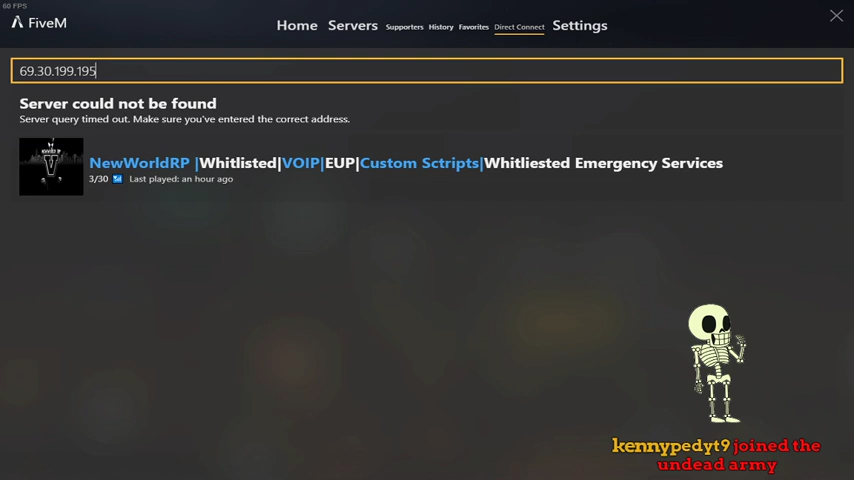 60 FPS
FiveM
Home Servers Supporters History Favorites Direct Connect Settings
69.30.199.195
Server could not be found
Server query timed out. Make sure you've entered the correct address.
NewWorldRP |Whitlisted|VOIP|EUP|Custom Sctripts|Whitliested Emergency Services
3/30 Last played: an hour ago
kennypedyt9 joined the
undead army